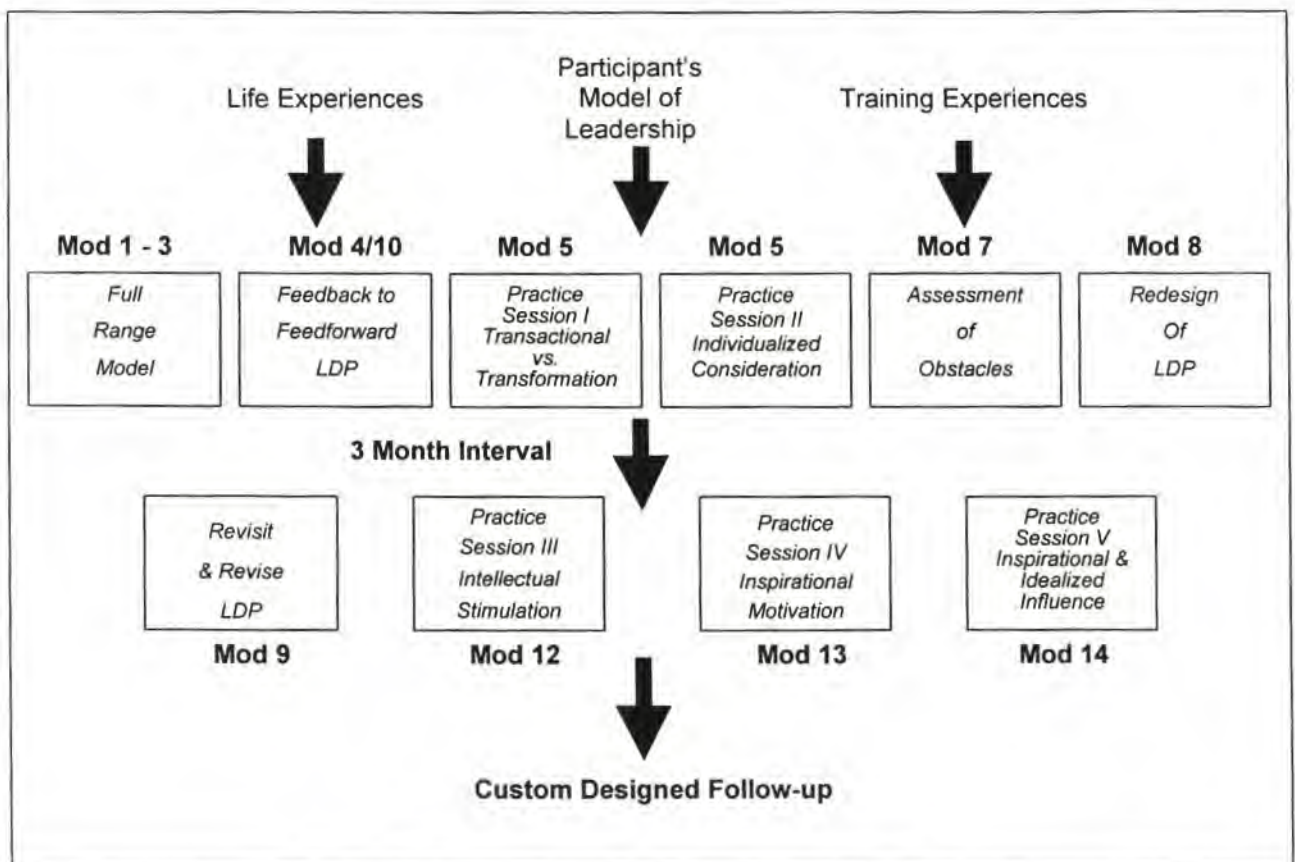 Life Experiences
Participant's
Model of
Leadership
Training Experiences
Mod 1 - 3
Full
Range
Model
Mod 4/10
Feedback to
Feedforward
LDP
Mod 5
Practice
Session I
Transactional
vs.
Transformation
Mod 5
Practice
Session II
Individualized
Consideration
Mod 7
Assessment
of
Obstacles
Mod 8
Redesign
Of
LDP
3 Month Interval
Revisit
& Revise
LDP
Mod 9
Practice
Session III
Intellectual
Stimulation
Mod 12
Practice
Session IV
Inspirational
Motivation
Mod 13
Practice
Session V
Inspirational &
Idealized
Influence
Mod 14
Custom Designed Follow-up